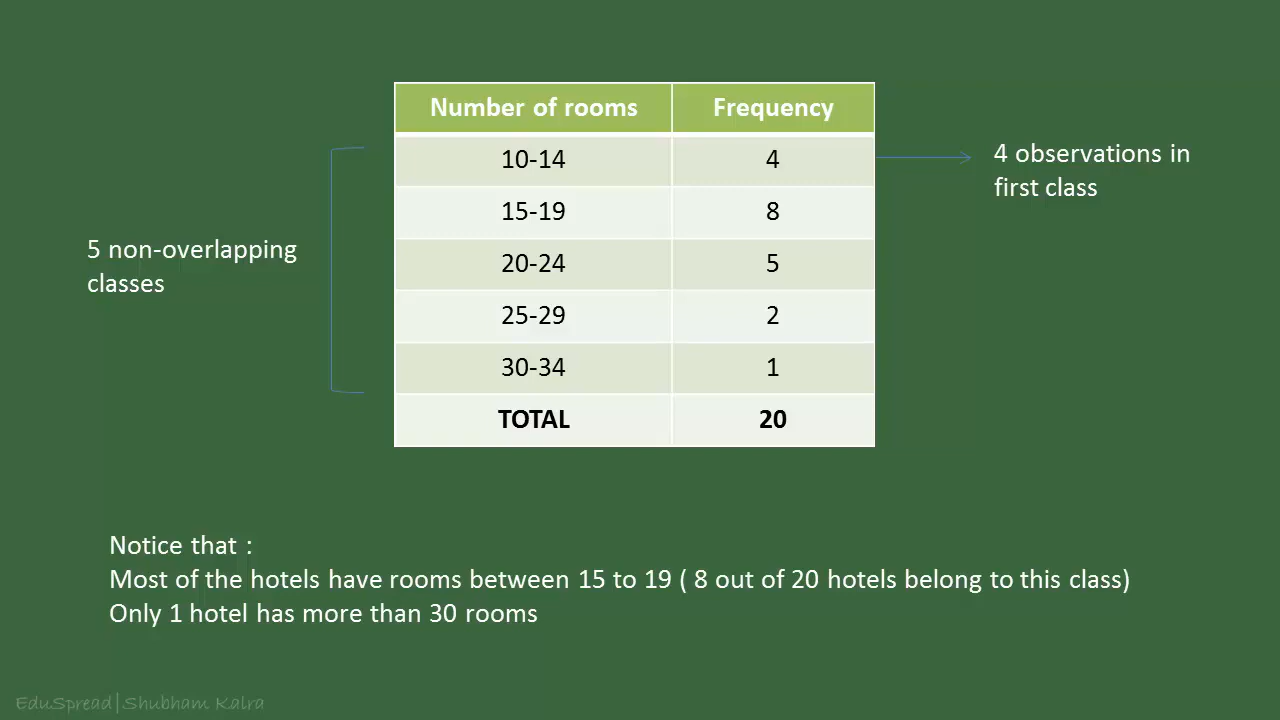 Number of rooms Frequency
10-14 4
4 observations in
first class
15-19 8
5 non-overlapping
classes
20-24 5
25-29 2
30-34 1
TOTAL 20
Notice that :
Most of the hotels have rooms between 15 to 19 ( 8 out of 20 hotels belong to this class)
Only 1 hotel has more than 30 rooms
EduSpread|Shubham Kalra